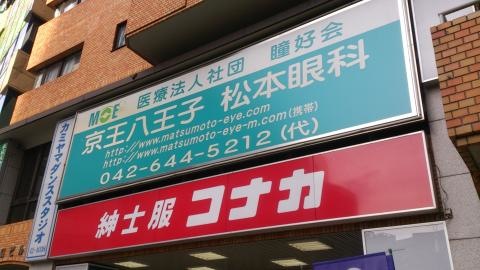 MOE 医療法人社団 瞳好会
京王八王子 松本眼科
http://www.matsumoto-eye.com
http://www.matsumoto-eye-m.com(携帯)
042-644-5212(代)
紳士服 コナカ
カミヤマダンススタジオ